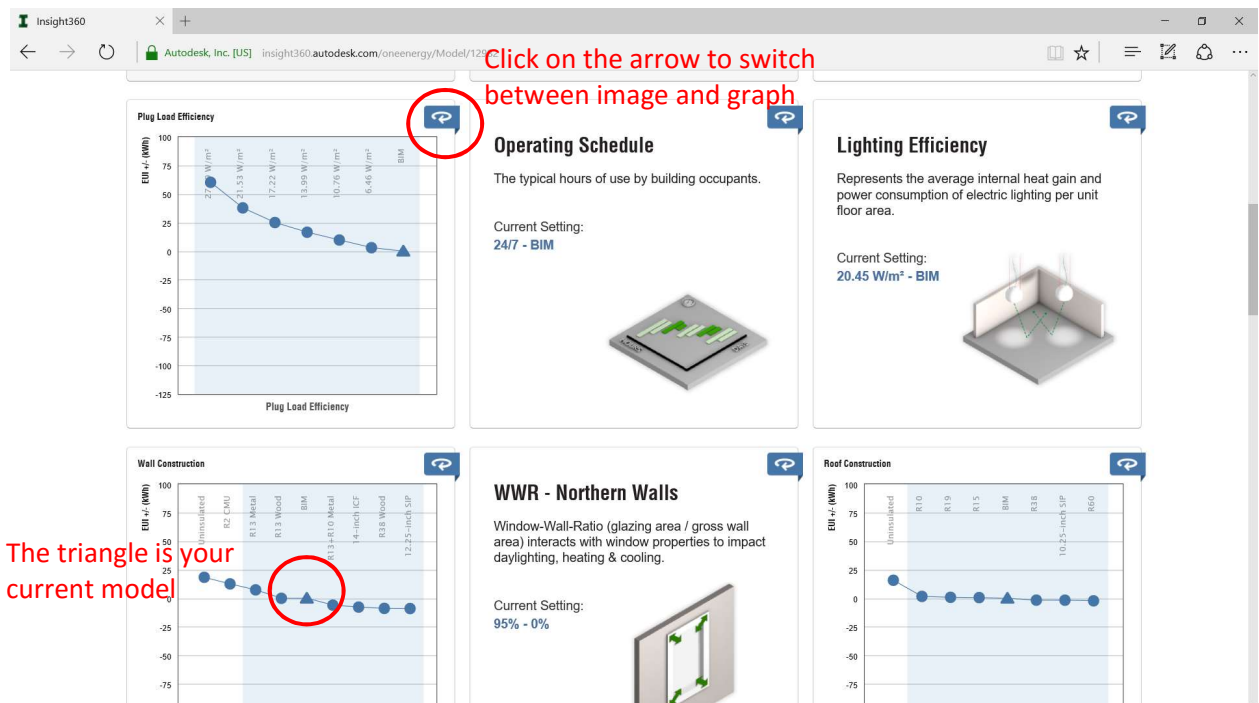 Insight360
Autodesk, Inc. [US] insight360.autodesk.com/oneenergy/Model/129
Click on the arrow to switch
between image and graph
Plug Load Efficiency
EUI +/- (kWh)
100
75
50
25
0
-25
-50
-75
-100
-125
W/m²
21.53 W/m²
17.22 W/m²
13.99 W/m²
10.76 W/m²
6.46 W/m²
BIM
Plug Load Efficiency
Operating Schedule
The typical hours of use by building occupants.
Current Setting:
24/7 - BIM
Lighting Efficiency
Represents the average internal heat gain and
power consumption of electric lighting per unit
floor area.
Current Setting:
20.45 W/m² - BIM
Wall Construction
EUI +/- (kWh)
100
75
50
25
0
-25
-50
-75
Uninsulated
R2 CMU
R13 Metal
R13 Wood
BIM
R13+R10 Metal
14-inch ICF
R38 Wood
12.25-inch SIP
The triangle is your
current model
WWR - Northern Walls
Window-Wall-Ratio (glazing area / gross wall
area) interacts with window properties to impact
daylighting, heating & cooling.
Current Setting:
95% - 0%
Roof Construction
EUI +/- (kWh)
100
75
50
25
0
-25
-50
-75
Uninsulated
R10
R19
R15
BIM
R38
10.25-inch SIP
R60